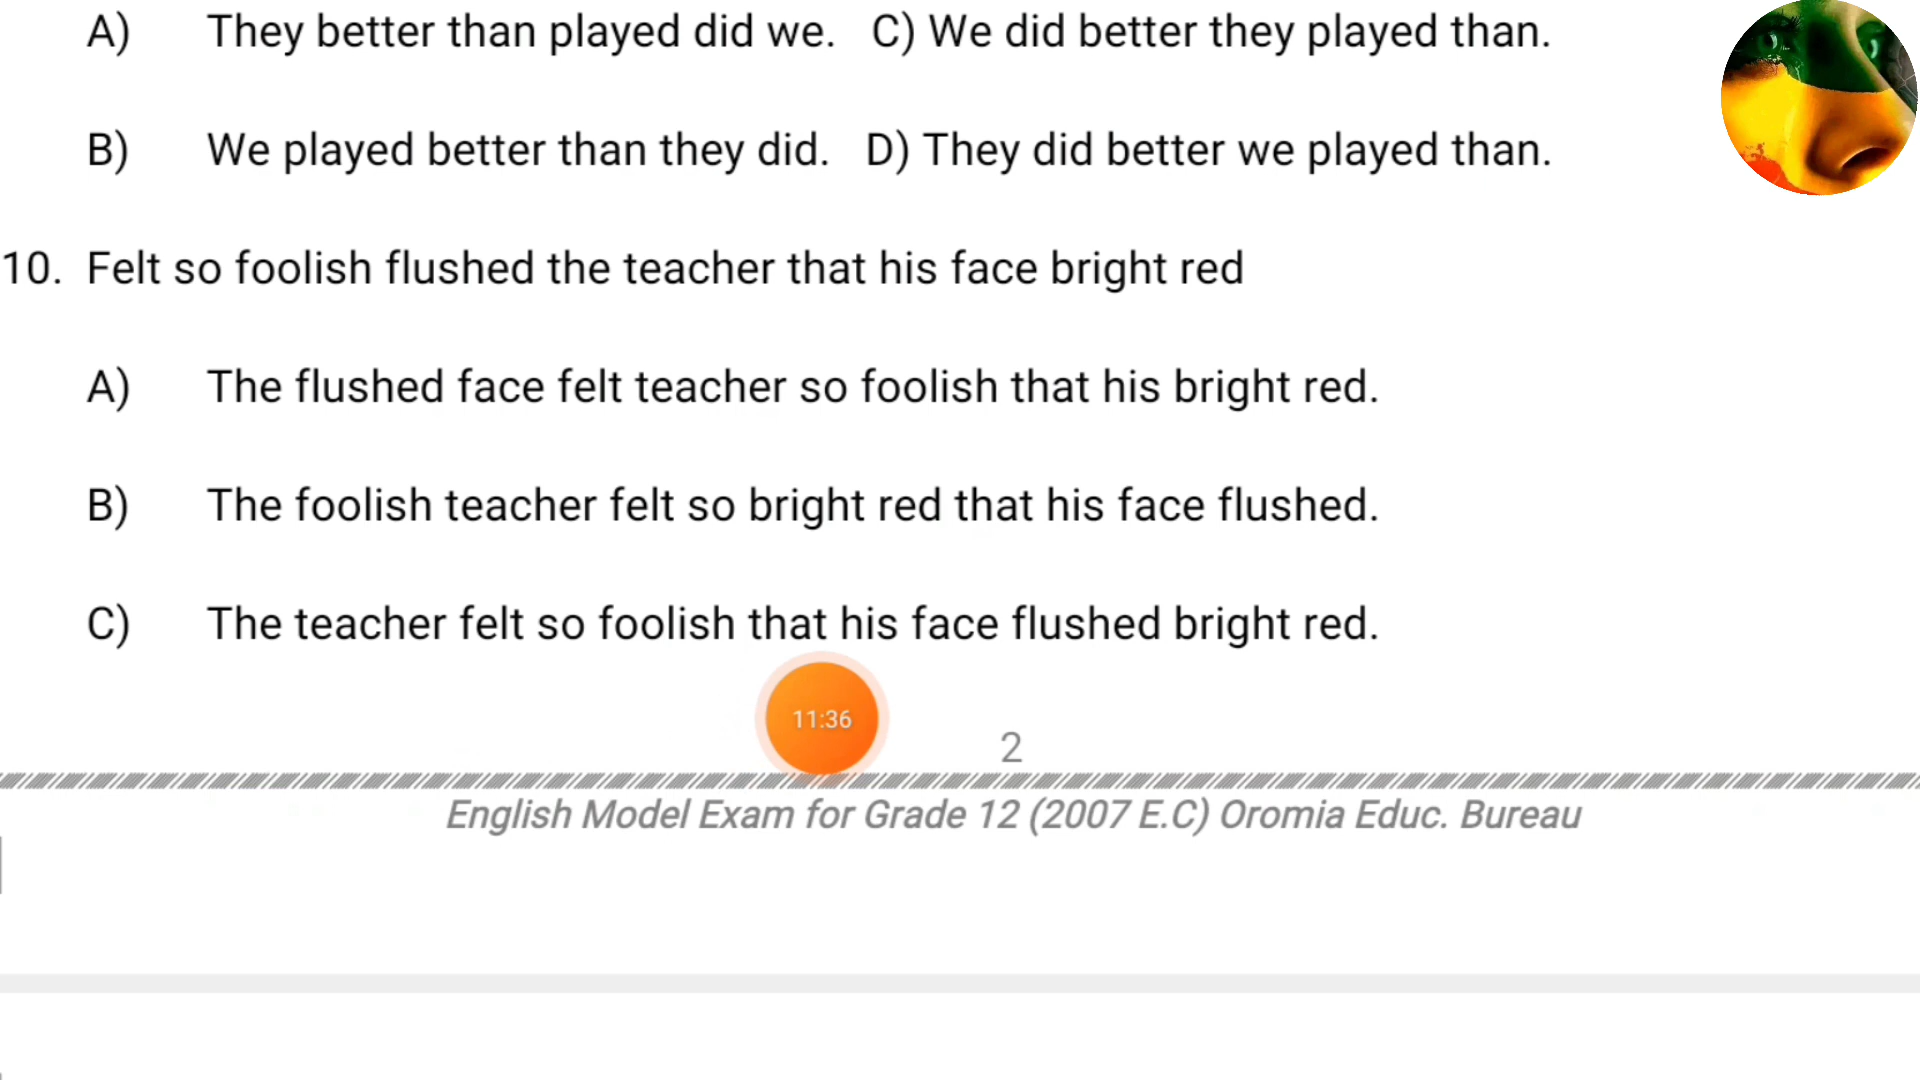 A) They better than played did we. C) We did better they played than.
B) We played better than they did. D) They did better we played than.
10. Felt so foolish flushed the teacher that his face bright red
A) The flushed face felt teacher so foolish that his bright red.
B) The foolish teacher felt so bright red that his face flushed.
C) The teacher felt so foolish that his face flushed bright red.
11:36
2
English Model Exam for Grade 12 (2007 E.C) Oromia Educ. Bureau